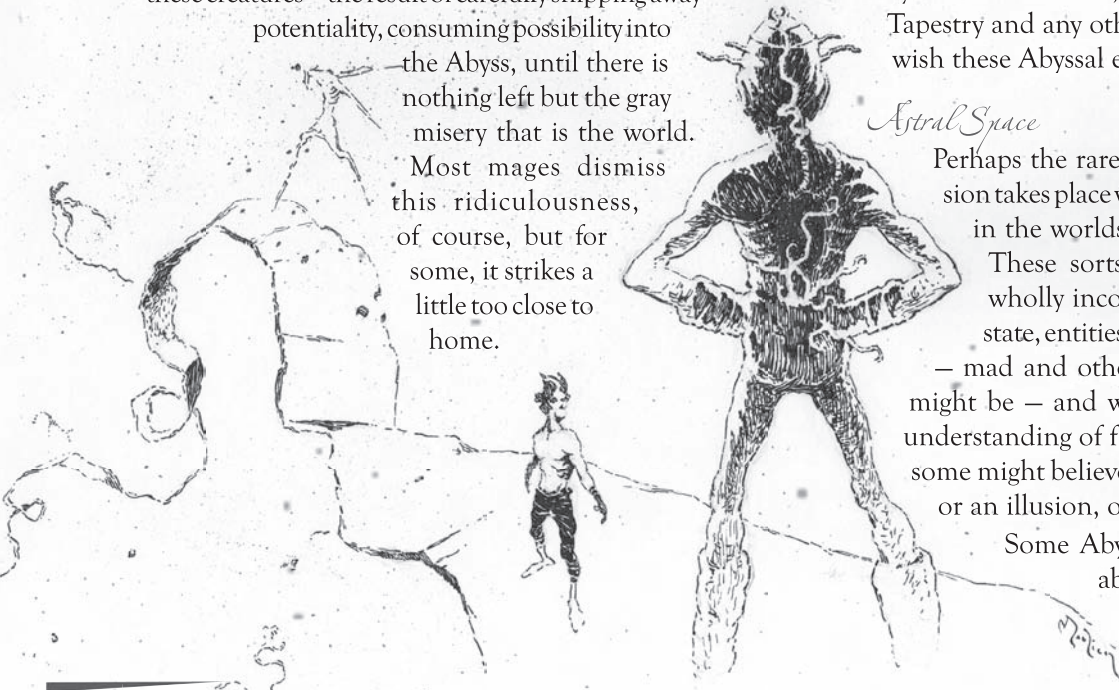 potentiality, consuming possibility into
the Abyss, until there is
nothing left but the gray
misery that is the world.
Most mages dismiss
this ridiculousness,
of course, but for
some, it strikes a
little too close to
home.
Tapestry and any
wish these Abyssal
Astral Space
Perhaps the rare
sion takes place
in the worlds
These sorts
wholly inco
state, entities
— mad and othe
might be — and w
understanding of f
some might believe
or an illusion, o
Some Aby
ab